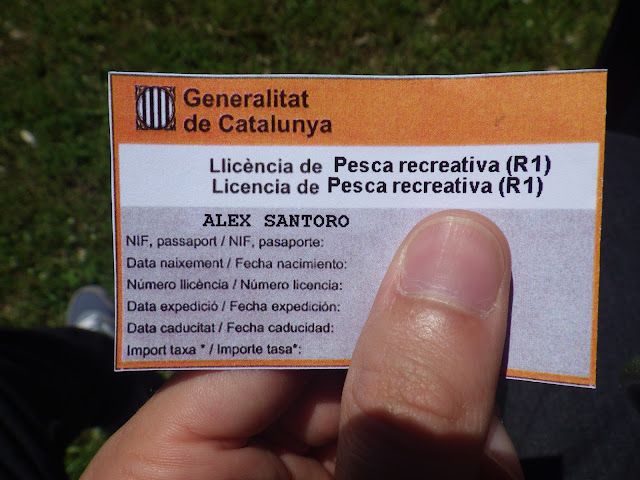 Generalitat
de Catalunya
Llicència de Pesca recreativa (R1)
Licencia de Pesca recreativa (R1)
ALEX SANTORO
NIF, passaport / NIF, pasaporte:
Data naixement / Fecha nacimiento:
Número llicència / Número licencia:
Data expedició / Fecha expedición:
Data caducitat / Fecha caducidad:
Import taxa * / Importe tasa*: